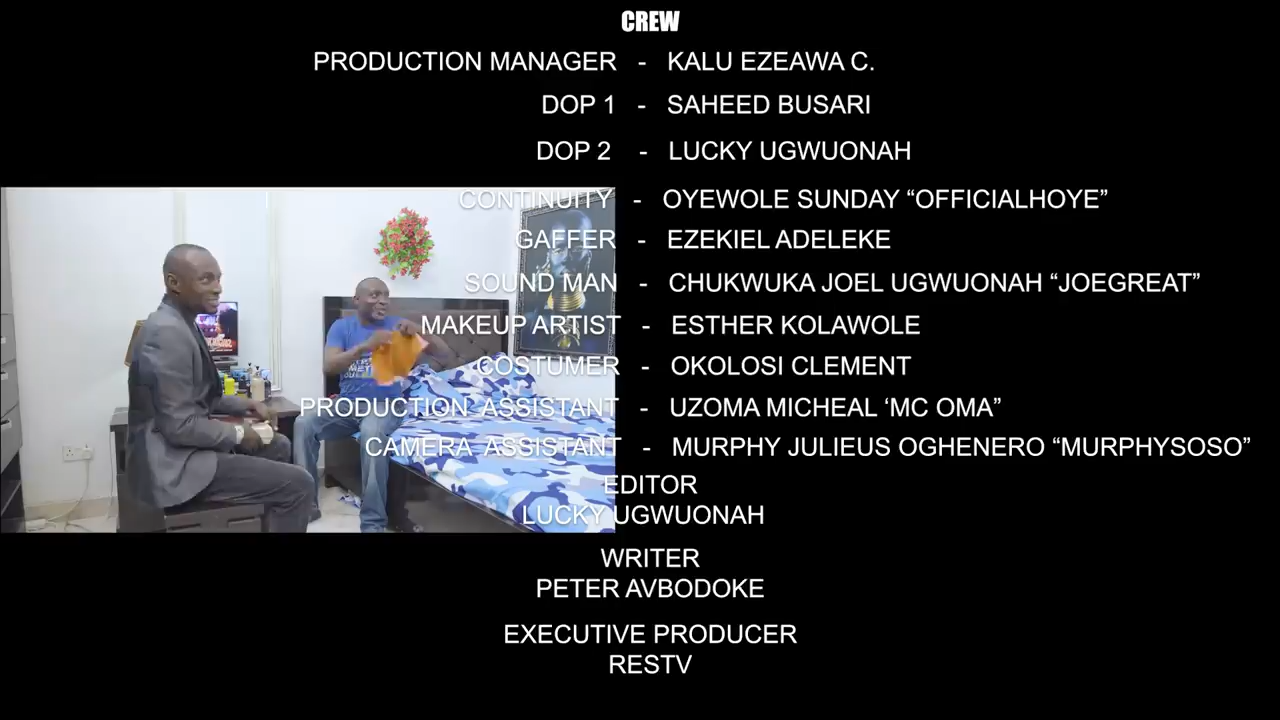 CREW
PRODUCTION MANAGER - KALU EZEAWA C.
DOP 1 - SAHEED BUSARI
DOP 2 - LUCKY UGWUONAH
CONTINUITY - OYEWOLE SUNDAY “OFFICIALHOYE”
GAFFER - EZEKIEL ADELEKE
SOUND MAN - CHUKWUKA JOEL UGWUONAH “JOEGREAT”
MAKEUP ARTIST - ESTHER KOLAWOLE
COSTUMER - OKOLOSI CLEMENT
PRODUCTION ASSISTANT - UZOMA MICHEAL ‘MC OMA”
CAMERA ASSISTANT - MURPHY JULIEUS OGHENERO “MURPHYSOSO”
EDITOR
LUCKY UGWUONAH
WRITER
PETER AVBODOKE
EXECUTIVE PRODUCER
RESTV